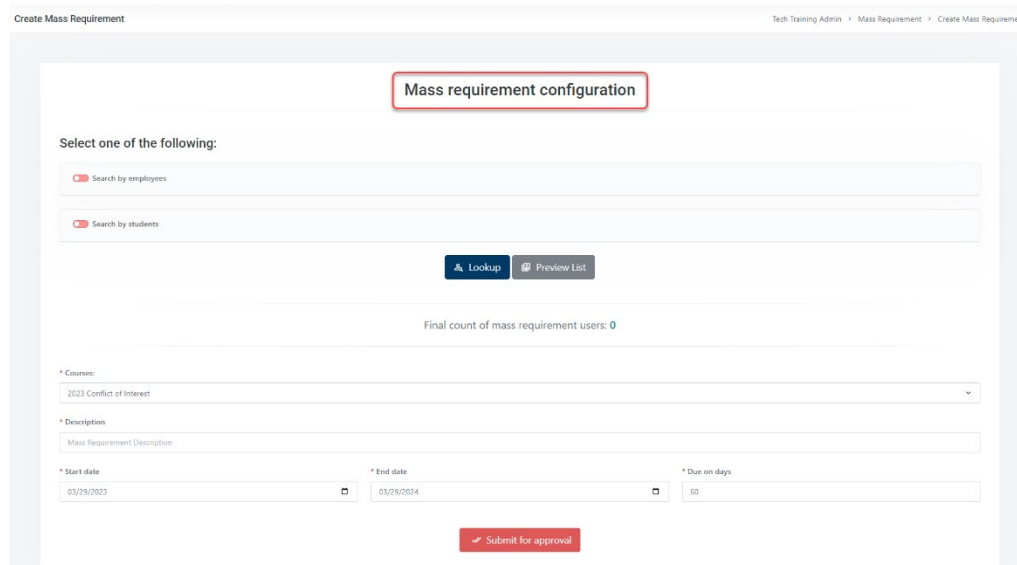 Create Mass Requirement
Tech Training Admin > Mass Requirement > Create Mass Requireme
Mass requirement configuration
Select one of the following:
Search by employees
Search by students
Lookup Preview List
Final count of mass requirement users: 0
* Courses:
2023 Conflict of Interest
* Description
Mass Requirement Description
* Start date * End date * Due on days
03/29/2023 03/29/2024 60
Submit for approval